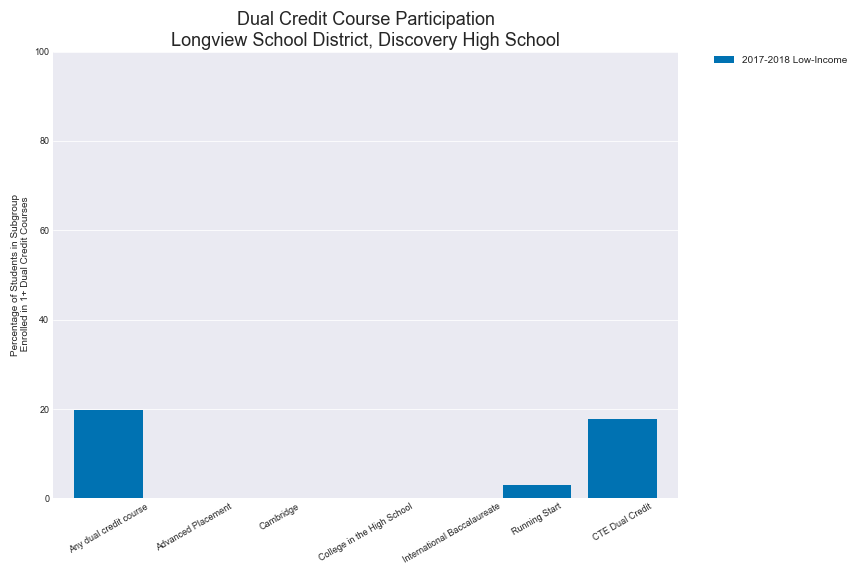 Dual Credit Course Participation
Longview School District, Discovery High School
2017-2018 Low-Income
Percentage of Students in Subgroup
Enrolled in 1+ Dual Credit Courses
100
80
60
40
20
0
Any dual credit course
Advanced Placement
Cambridge
College in the High School
International Baccalaureate
Running Start
CTE Dual Credit